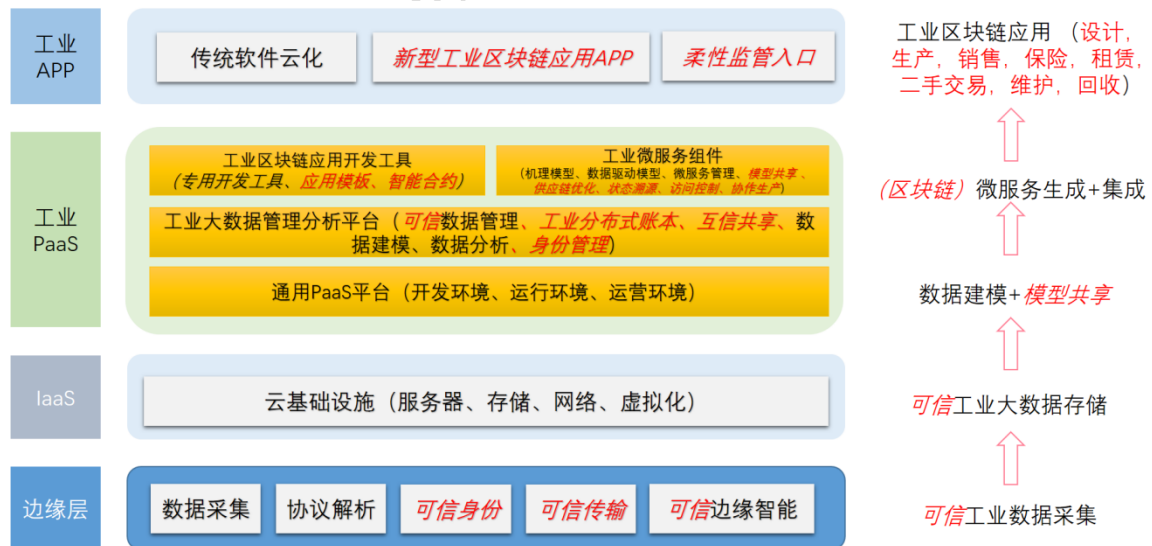 工业
APP
传统软件云化
新型工业区块链应用APP
柔性监管入口
工业区块链应用（设计，
生产，销售，保险，租赁，
二手交易，维护，回收）
工业
PaaS
工业区块链应用开发工具
（专用开发工具、应用模板、智能合约）
工业微服务组件
（机理模型、数据驱动模型、微服务管理、模型共享、
供应链优化、状态溯源、访问控制、协作生产）
工业大数据管理分析平台（可信数据管理、工业分布式账本、互信共享、数
据建模、数据分析、身份管理）
通用PaaS平台（开发环境、运行环境、运营环境）
（区块链）微服务生成+集成
数据建模+模型共享
IaaS
云基础设施（服务器、存储、网络、虚拟化）
可信工业大数据存储
边缘层
数据采集
协议解析
可信身份
可信传输
可信边缘智能
可信工业数据采集